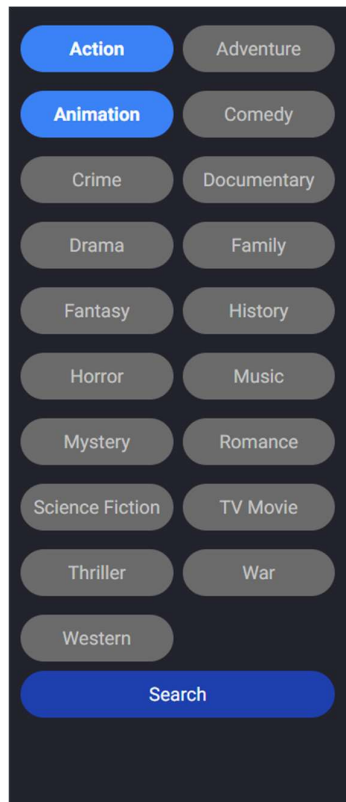 Action
Adventure
Animation
Comedy
Crime
Documentary
Drama
Family
Fantasy
History
Horror
Music
Mystery
Romance
Science Fiction
TV Movie
Thriller
War
Western
Search